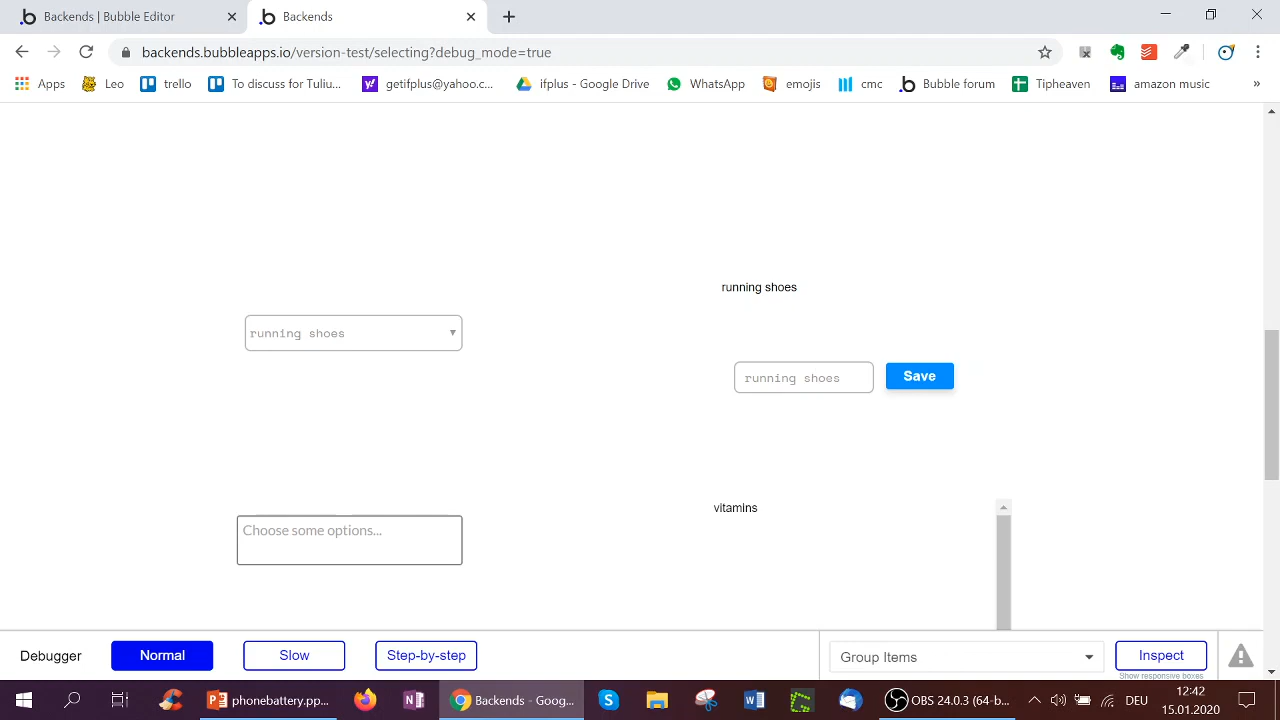 Backends | Bubble Editor
Backends
backends.bubbleapps.io/version-test/selecting?debug_mode=true
Apps
Leo
trello
To discuss for Tuliu...
getifplus@yahoo.c...
ifplus - Google Drive
WhatsApp
emojis
cmc
Bubble forum
Tipheaven
amazon music
»
running shoes
running shoes
running shoes
Save
vitamins
Choose some options...
Debugger
Normal
Slow
Step-by-step
Group Items
Inspect
Show responsive boxes
phonebattery.pp...
Backends - Goog...
OBS 24.0.3 (64-b...
DEU
12:42
15.01.2020